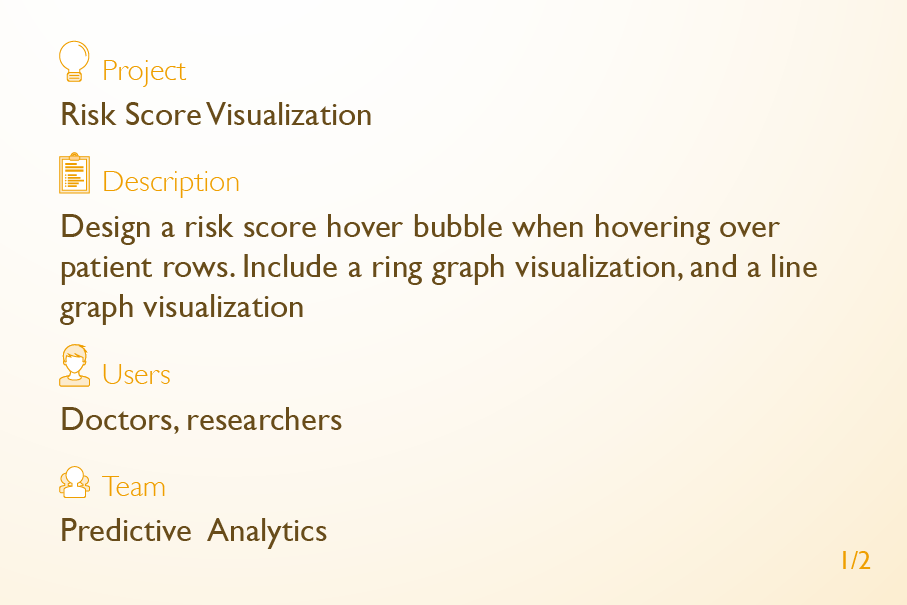 Project
Risk Score Visualization
Description
Design a risk score hover bubble when hovering over
patient rows. Include a ring graph visualization, and a line
graph visualization
Users
Doctors, researchers
Team
Predictive Analytics
1/2